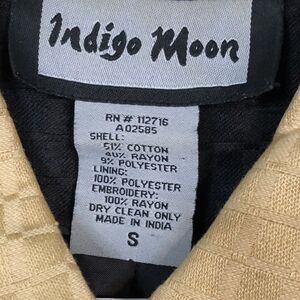 Indigo Moon
RN # 112716
A02585
SHELL:
51% COTTON
40% RAYON
9% POLYESTER
LINING:
100% POLYESTER
EMBROIDERY:
100% RAYON
DRY CLEAN ONLY
MADE IN INDIA
S